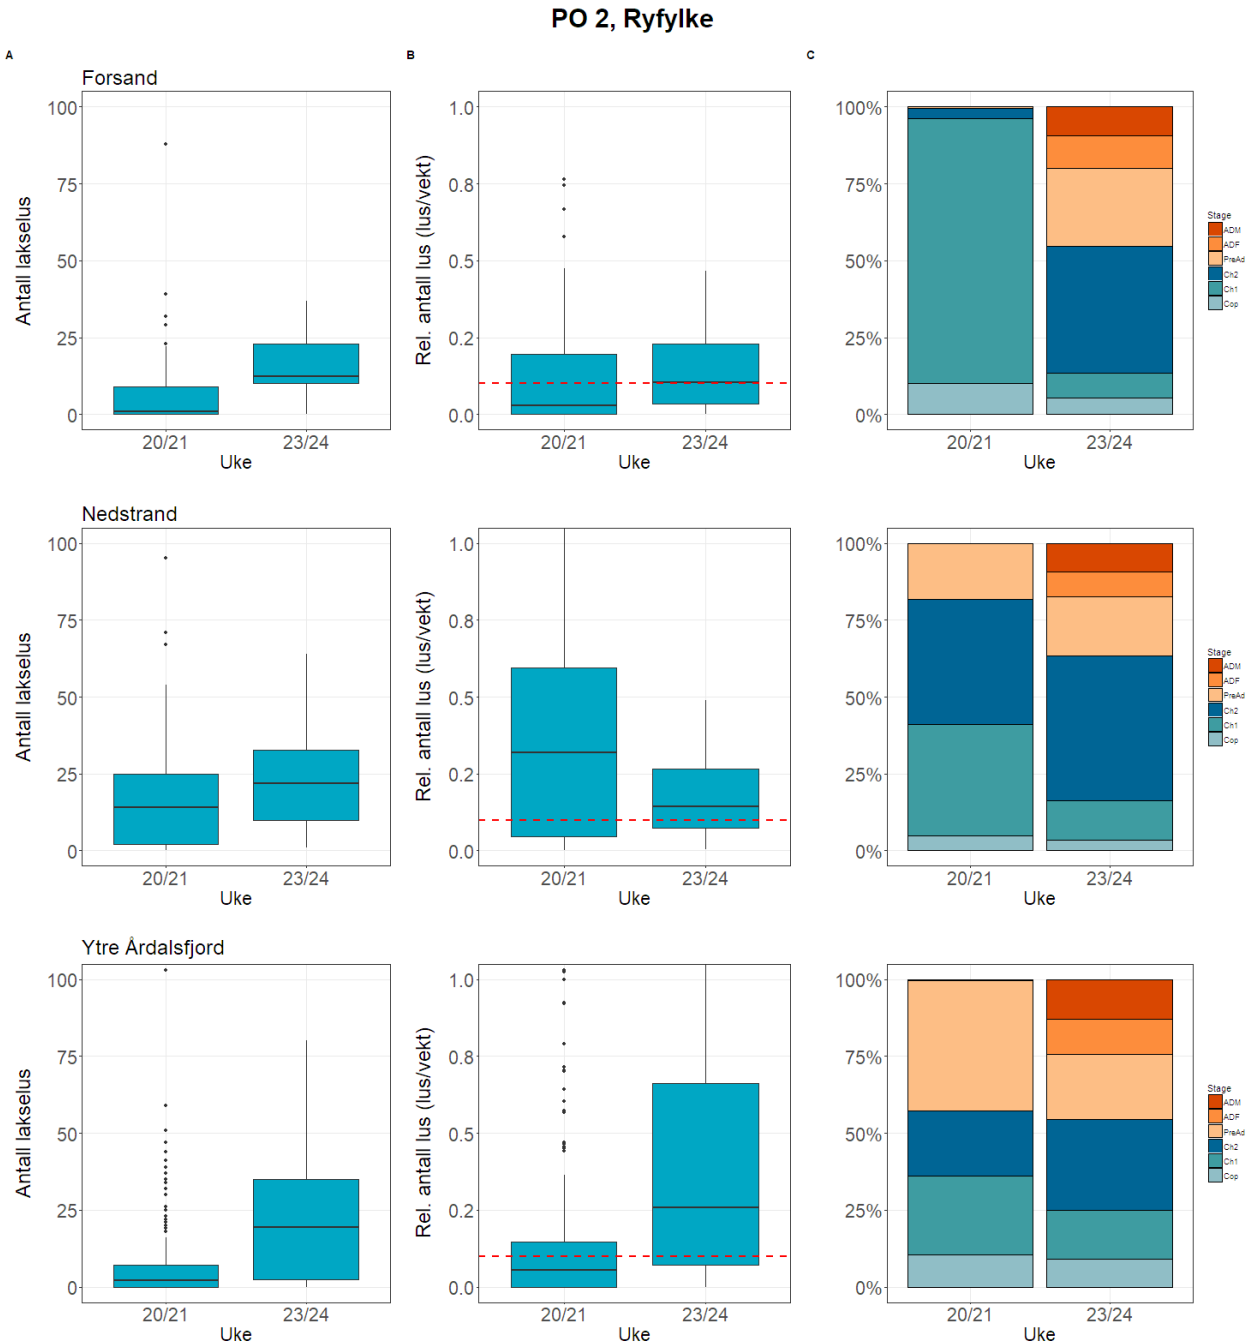 PO 2, Ryfylke
A
B
C
Forsand
Antall lakselus
100
75
50
25
0
20/21
23/24
Uke
Rel. antall lus (lus/vekt)
1.0
0.8
0.5
0.2
0.0
20/21
23/24
Uke
100%
75%
50%
25%
0%
20/21
23/24
Uke
Stage
ADM
ADF
PreAd
Ch2
Ch1
Cop
Nedstrand
Antall lakselus
100
75
50
25
0
20/21
23/24
Uke
Rel. antall lus (lus/vekt)
1.0
0.8
0.5
0.2
0.0
20/21
23/24
Uke
100%
75%
50%
25%
0%
20/21
23/24
Uke
Stage
ADM
ADF
PreAd
Ch2
Ch1
Cop
Ytre Årdalsfjord
Antall lakselus
100
75
50
25
0
20/21
23/24
Uke
Rel. antall lus (lus/vekt)
1.0
0.8
0.5
0.2
0.0
20/21
23/24
Uke
100%
75%
50%
25%
0%
20/21
23/24
Uke
Stage
ADM
ADF
PreAd
Ch2
Ch1
Cop